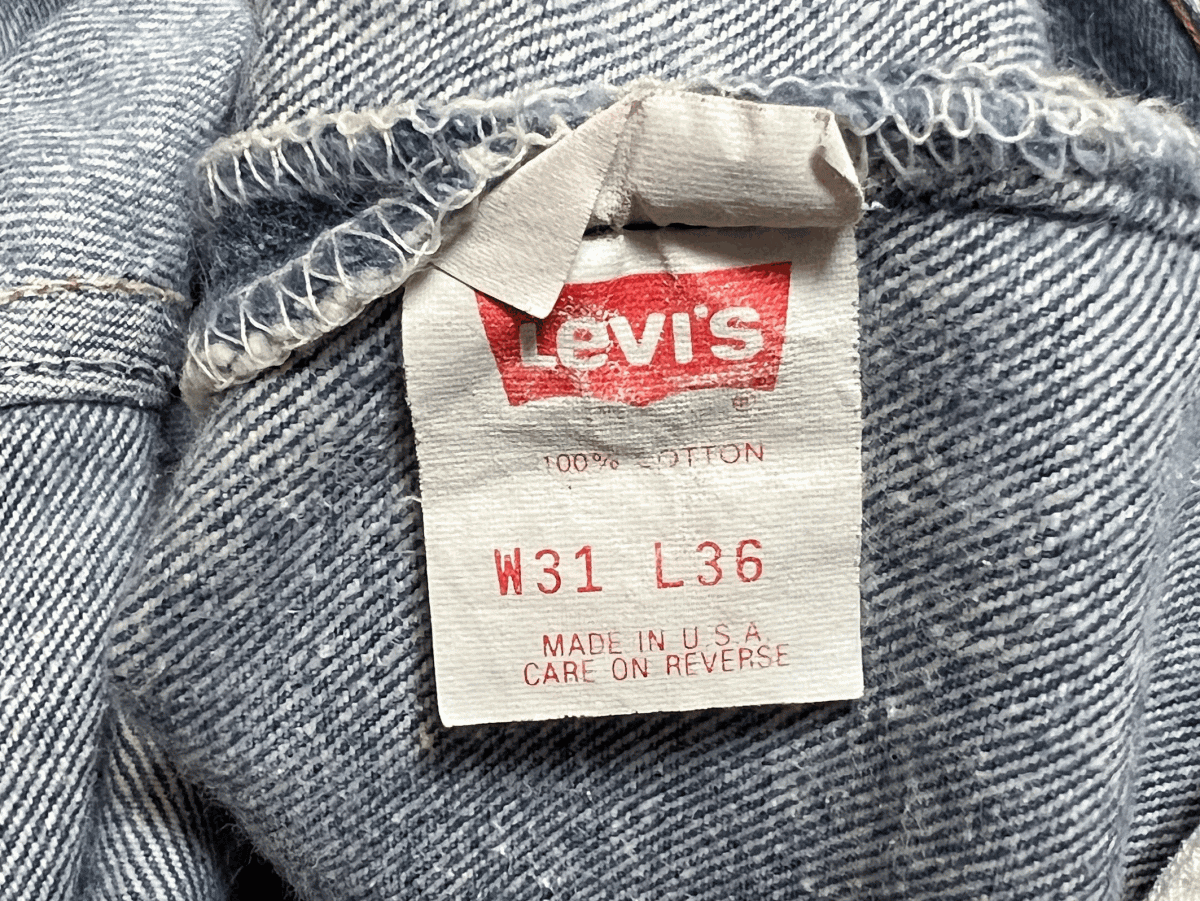 LEVI'S
®
100% COTTON
W31 L36
MADE IN U.S.A.
CARE ON REVERSE